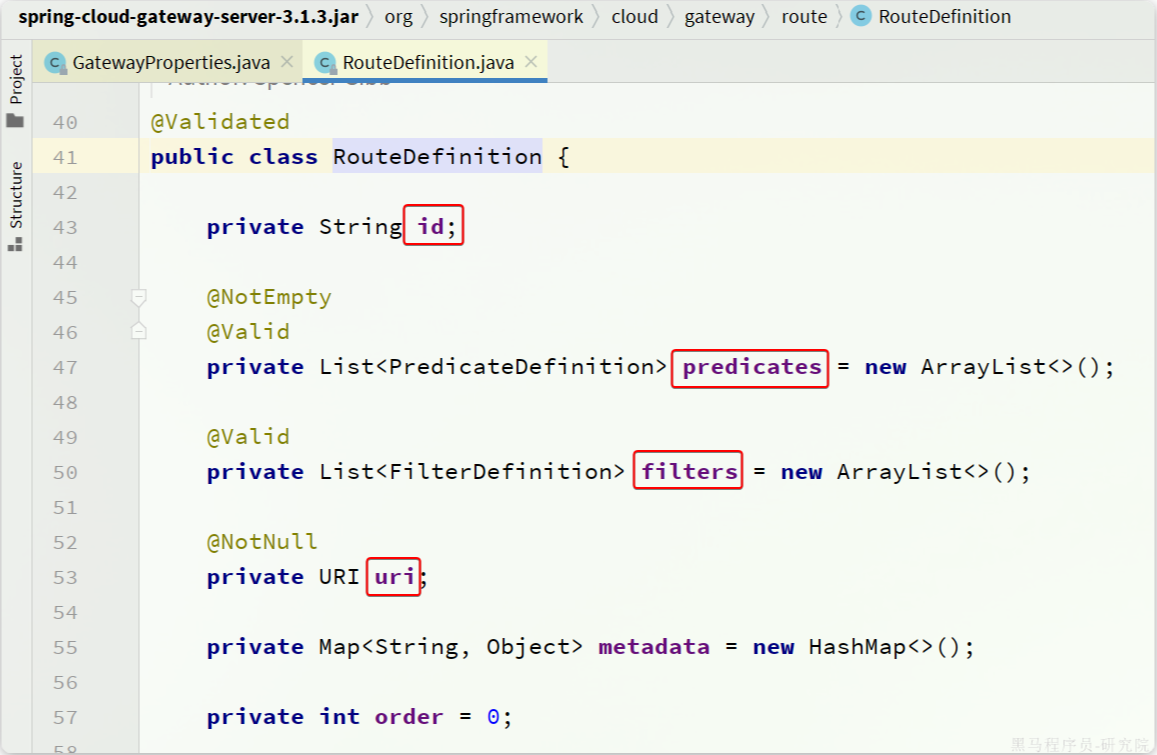 spring-cloud-gateway-server-3.1.3.jar org springframework cloud gateway route C RouteDefinition
C GatewayProperties.java × C RouteDefinition.java ×
Project
Structure
40 @Validated
41 public class RouteDefinition {
42
43 private String id;
44
45 @NotEmpty
46 @Valid
47 private List<PredicateDefinition> predicates = new ArrayList<>();
48
49 @Valid
50 private List<FilterDefinition> filters = new ArrayList<>();
51
52 @NotNull
53 private URI uri;
54
55 private Map<String, Object> metadata = new HashMap<>();
56
57 private int order = 0;
58
黑马程序员-研究院